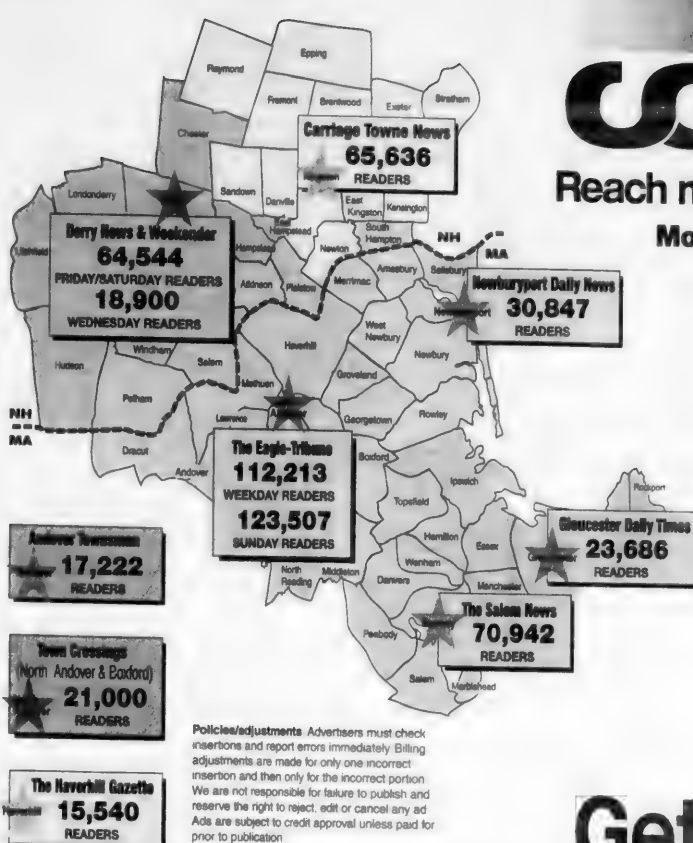 Raymond
Epping
Fremont
Brentwood
Exeter
Stratham
Chester
Carriage Towne News
65,636
READERS
Londonderry
Sandown
Danville
East
Kingston
Kensington
East
Hampstead
South
Hampton
NH
MA
Derry News & Weekender
64,544
FRIDAY/SATURDAY READERS
18,900
WEDNESDAY READERS
Litchfield
Hampstead
Newton
Atkinson
Plaistow
Merrimac
Amesbury
Salisbury
Newburyport Daily News
30,847
READERS
Windham
Salem
Haverhill
West
Newbury
Newbury
Hudson
Pelham
Methuen
Groveland
NH
MA
Lawrence
Andover
Georgetown
Rowley
Dracut
Andover
The Eagle-Tribune
112,213
WEEKDAY READERS
123,507
SUNDAY READERS
Boxford
Ipswich
Topsfield
Rockport
Hamilton
Essex
Gloucester Daily Times
23,686
READERS
Wenham
North
Reading
Middleton
Danvers
Manchester
The Salem News
70,942
READERS
Peabody
Salem
Marblehead
Andover Townsman
17,222
READERS
Town Crossings
(North Andover & Boxford)
21,000
READERS
The Haverhill Gazette
Haverhill
15,540
READERS
Policies/adjustments Advertisers must check
insertions and report errors immediately Billing
adjustments are made for only one incorrect
insertion and then only for the incorrect portion
We are not responsible for failure to publish and
reserve the right to reject, edit or cancel any ad
Ads are subject to credit approval unless paid for
prior to publication
Reach
Get